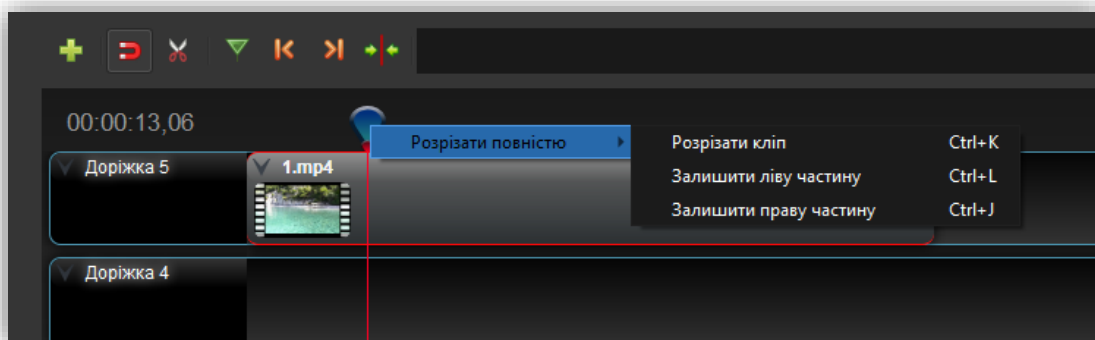 00:00:13,06
Розрізати повністю
Розрізати кліп Ctrl+K
Залишити ліву частину Ctrl+L
Залишити праву частину Ctrl+J
Доріжка 5
1.mp4
Доріжка 4